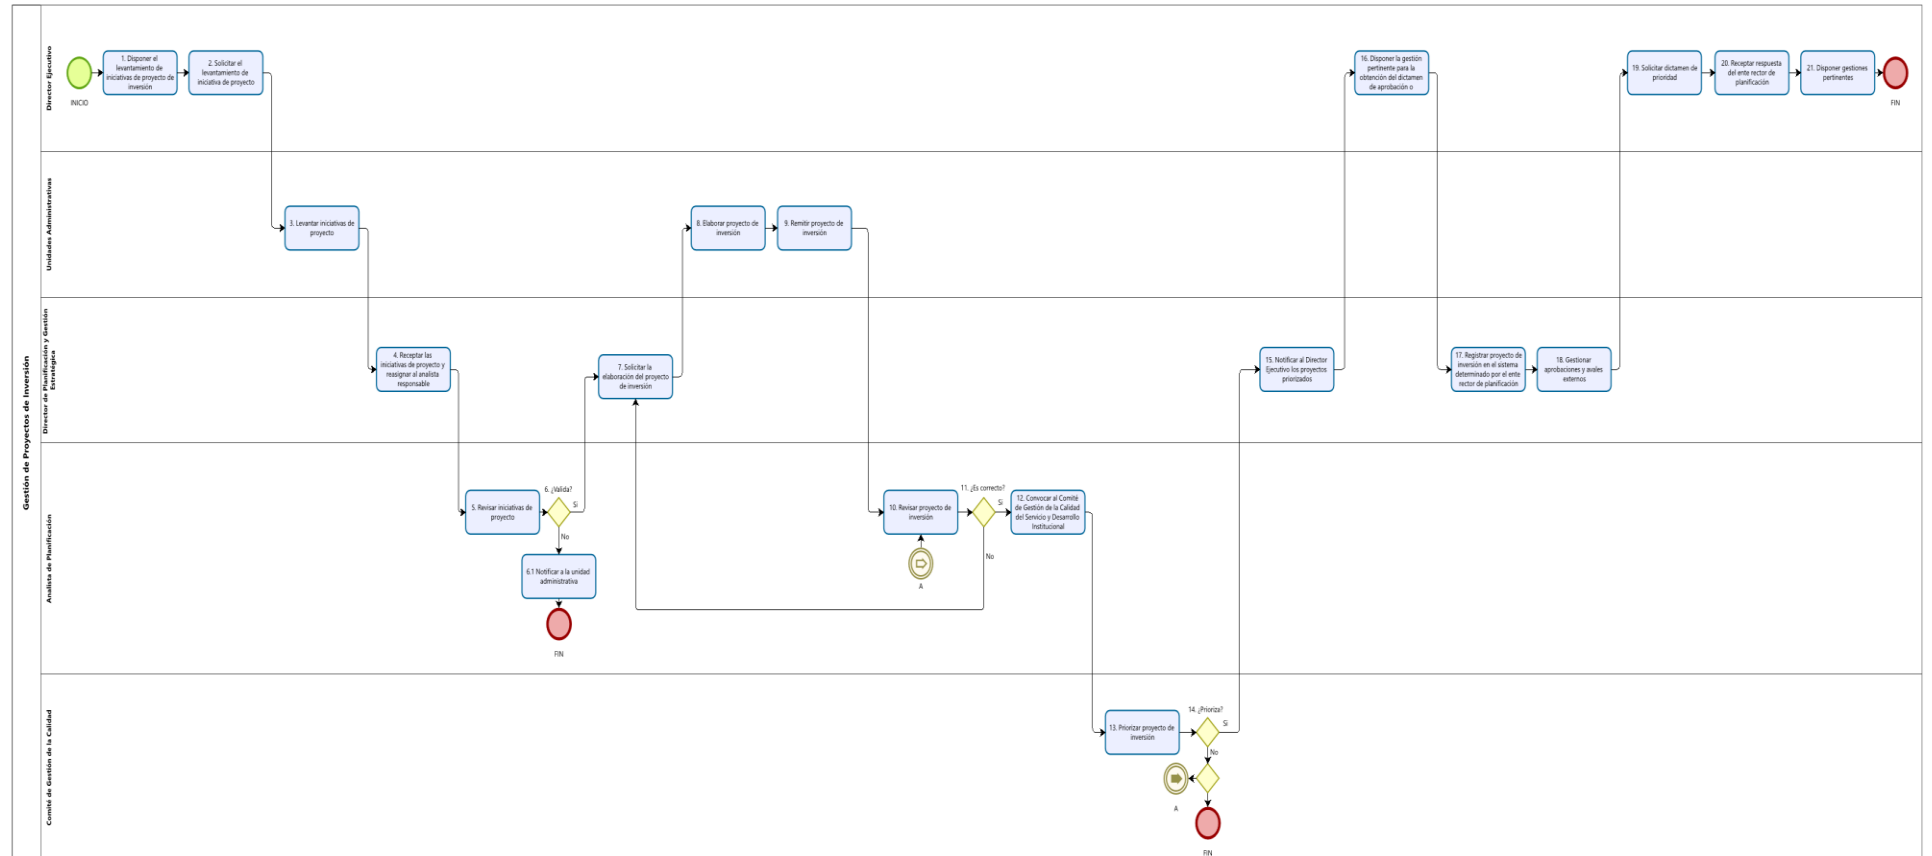 Gestión de Proyectos de Inversión
Director Ejecutivo
INICIO
1. Disponer el
levantamiento de
iniciativas de proyecto de
inversión
2. Solicitar el
levantamiento de
iniciativa de proyecto
16. Disponer la gestión
pertinente para la
obtención del dictamen
de aprobación o
19. Solicitar dictamen de
prioridad
20. Receptar respuesta
del ente rector de
planificación
21. Disponer gestiones
pertinentes
FIN
Unidades Administrativas
3. Levantar iniciativas de
proyecto
8. Elaborar proyecto de
inversión
9. Remitir proyecto de
inversión
Director de Planificación y Gestión
Estratégica
4. Receptar las
iniciativas de proyecto y
reasignar al analista
responsable
7. Solicitar la
elaboración del proyecto
de inversión
15. Notificar al Director
Ejecutivo los proyectos
priorizados
17. Registrar proyecto de
inversión en el sistema
determinado por el ente
rector de planificación
18. Gestionar
aprobaciones y avales
externos
Analista de Planificación
5. Revisar iniciativas de
proyecto
6. ¿Valida?
Si
No
6.1 Notificar a la unidad
administrativa
FIN
10. Revisar proyecto de
inversión
A
11. ¿Es correcto?
Si
No
12. Convocar al Comité
de Gestión de la Calidad
del Servicio y Desarrollo
Institucional
Comité de Gestión de la Calidad
13. Priorizar proyecto de
inversión
14. ¿Prioriza?
Si
No
A
FIN